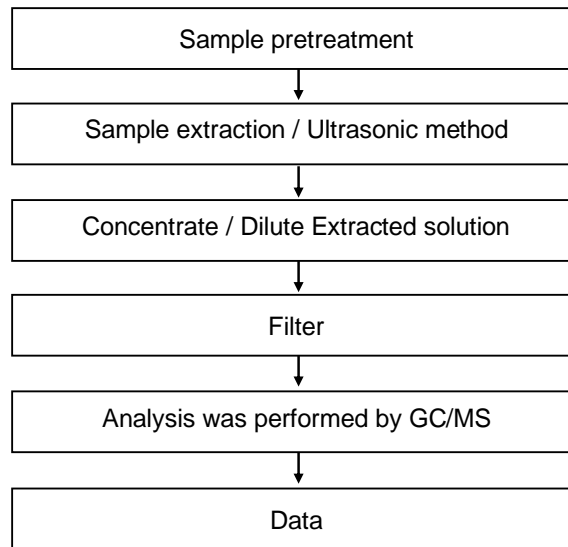 Sample pretreatment
Sample extraction / Ultrasonic method
Concentrate / Dilute Extracted solution
Filter
Analysis was performed by GC/MS
Data